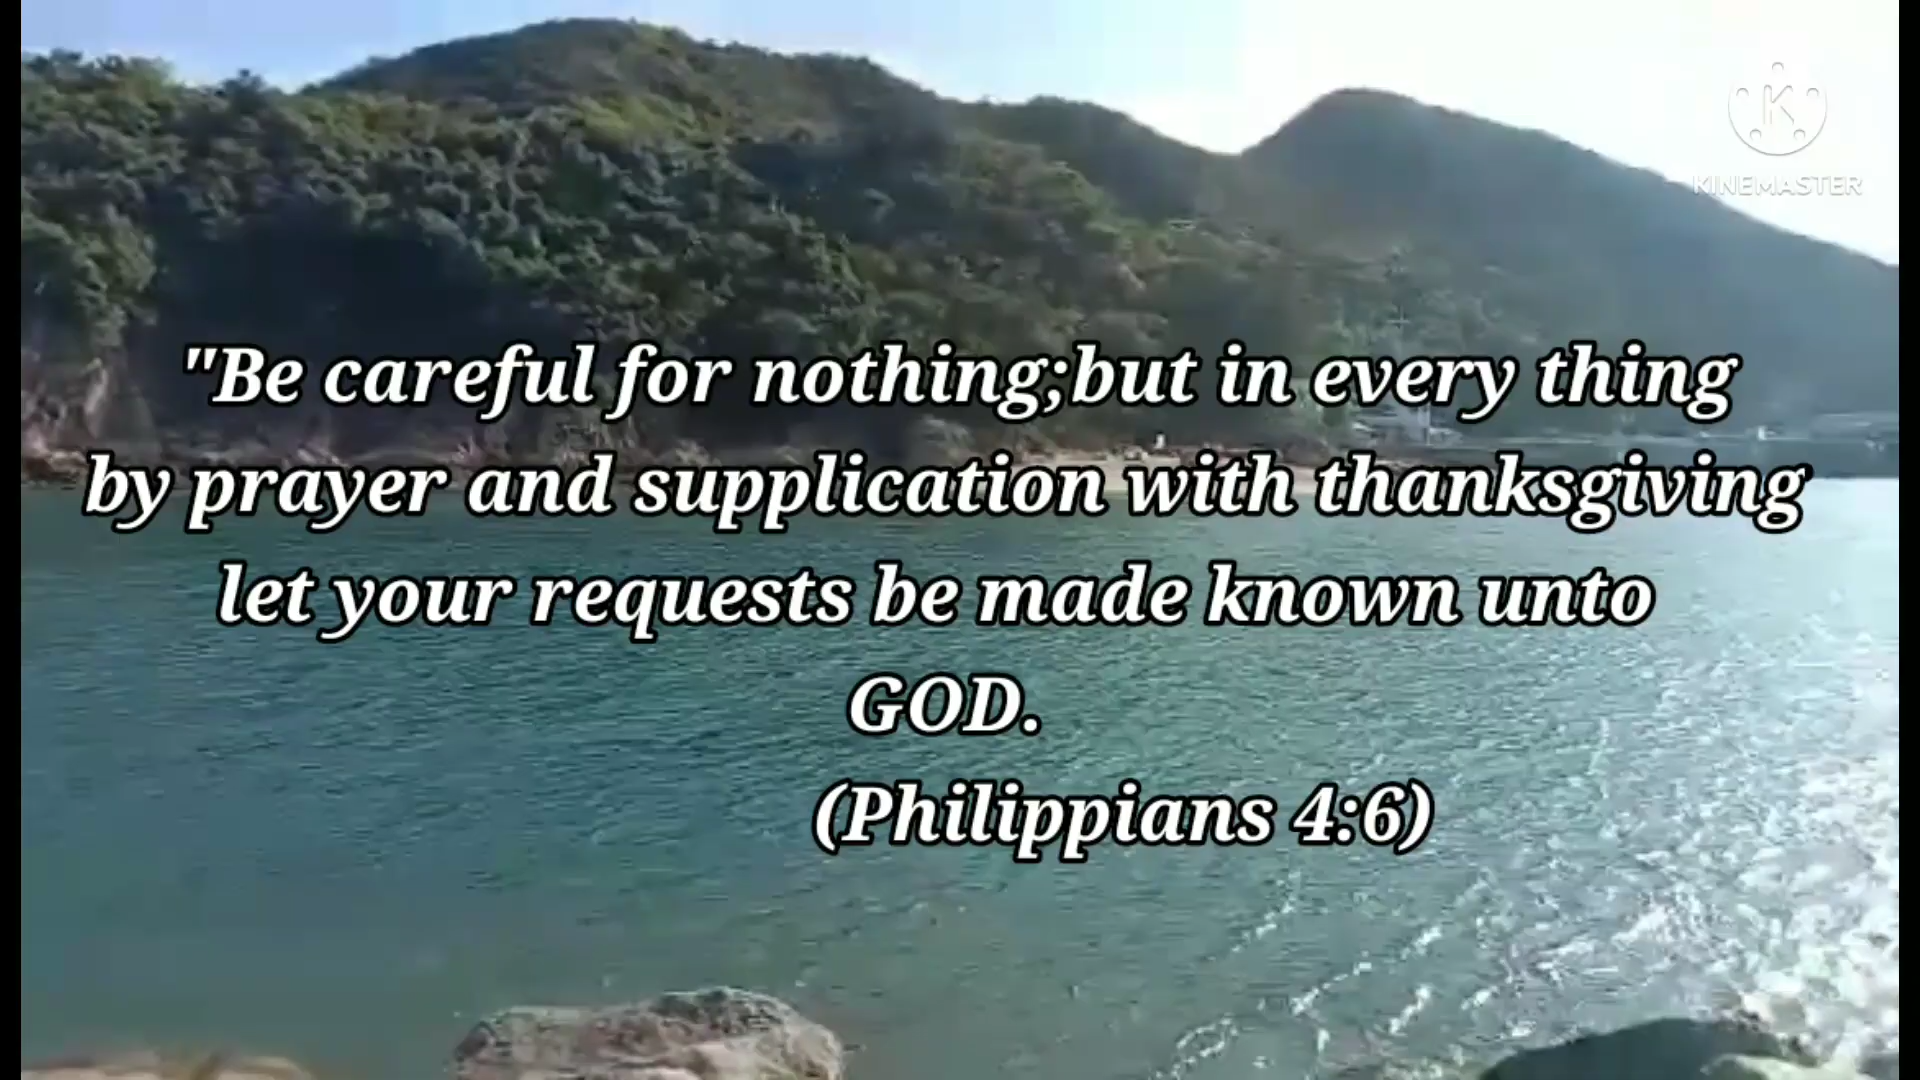 KINEMASTER
"Be careful for nothing;but in every thing
by prayer and supplication with thanksgiving
let your requests be made known unto
GOD.
(Philippians 4:6)